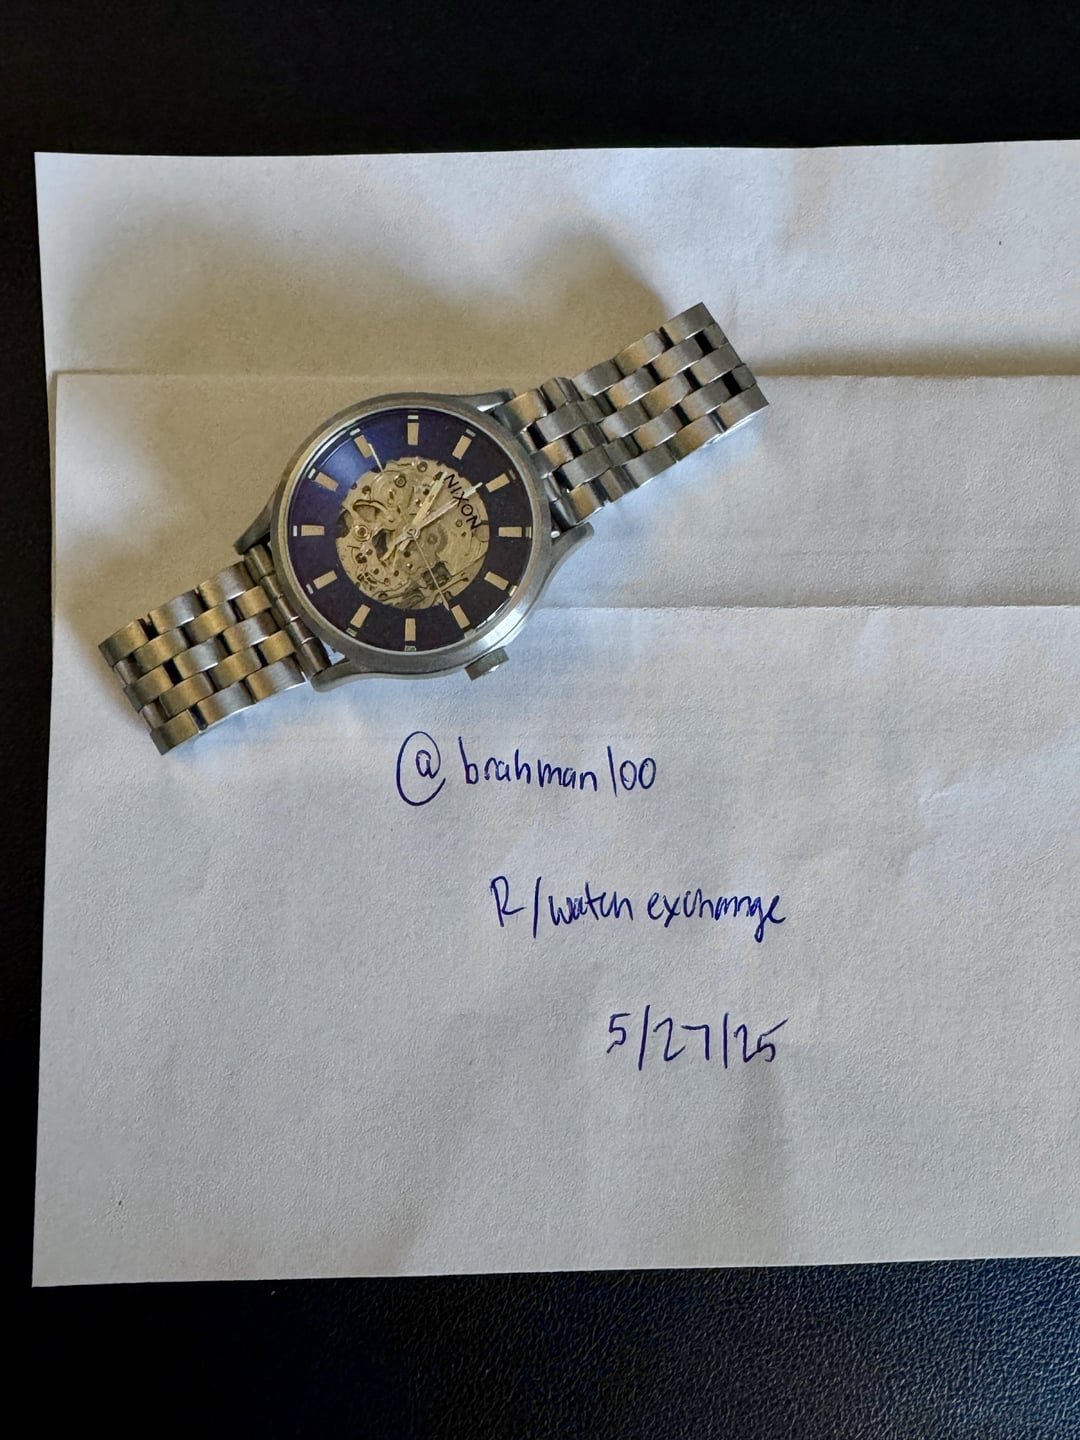 NIXON
@brahman100
R/watch exchange
5/27/25